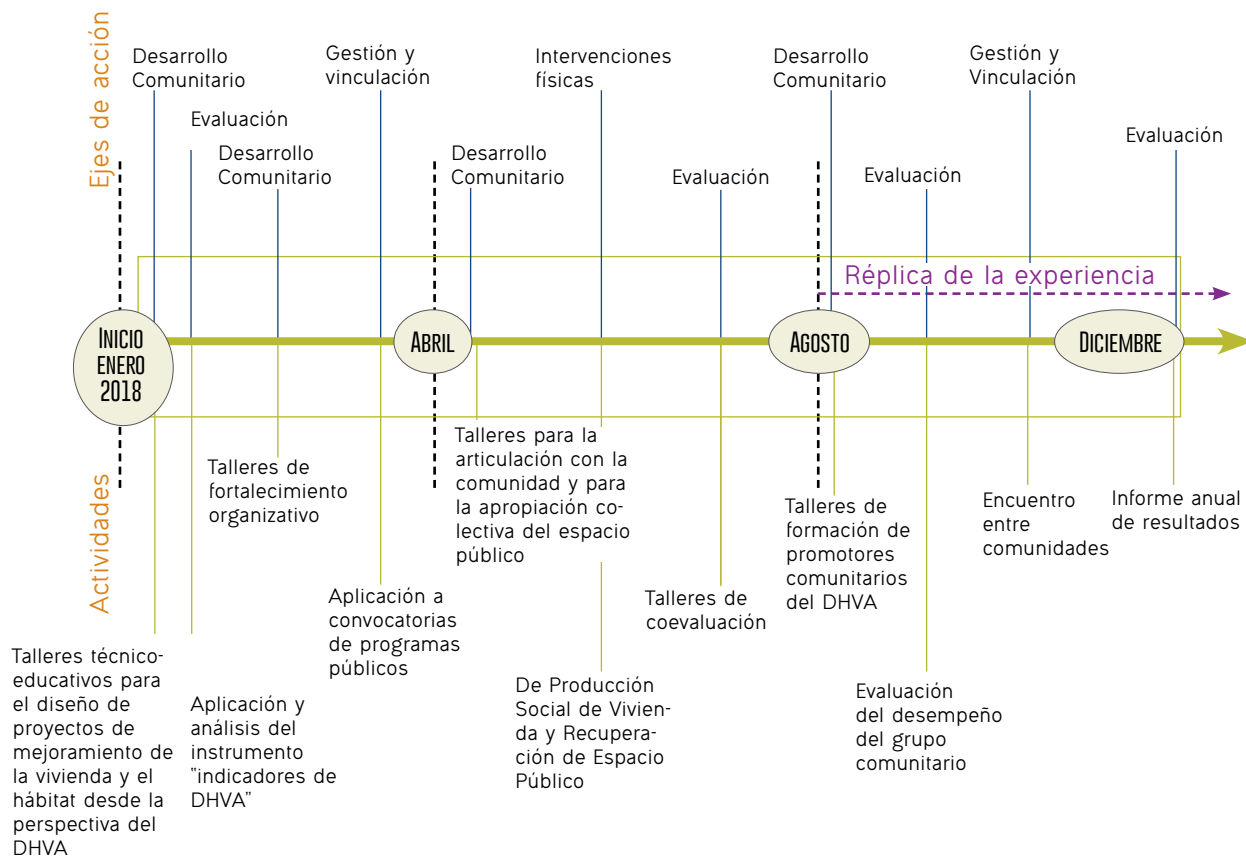 Ejes de acción
Desarrollo
Comunitario
Evaluación
Desarrollo
Comunitario
Gestión y
vinculación
Desarrollo
Comunitario
Intervenciones
físicas
Evaluación
Desarrollo
Comunitario
Evaluación
Gestión y
Vinculación
Evaluación
Réplica de la experiencia
INICIO
ENERO
2018
ABRIL
AGOSTO
DICIEMBRE
Actividades
Talleres técnico-
educativos para
el diseño de
proyectos de
mejoramiento de
la vivienda y el
hábitat desde la
perspectiva del
DHVA
Aplicación y
análisis del
instrumento
"indicadores de
DHVA"
Talleres de
fortalecimiento
organizativo
Aplicación a
convocatorias
de programas
públicos
Talleres para la
articulación con la
comunidad y para
la apropiación co-
lectiva del espacio
público
De Producción
Social de Vivien-
da y Recupera-
ción de Espacio
Público
Talleres de
coevaluación
Talleres de
formación de
promotores
comunitarios
del DHVA
Evaluación
del desempeño
del grupo
comunitario
Encuentro
entre
comunidades
Informe anual
de resultados